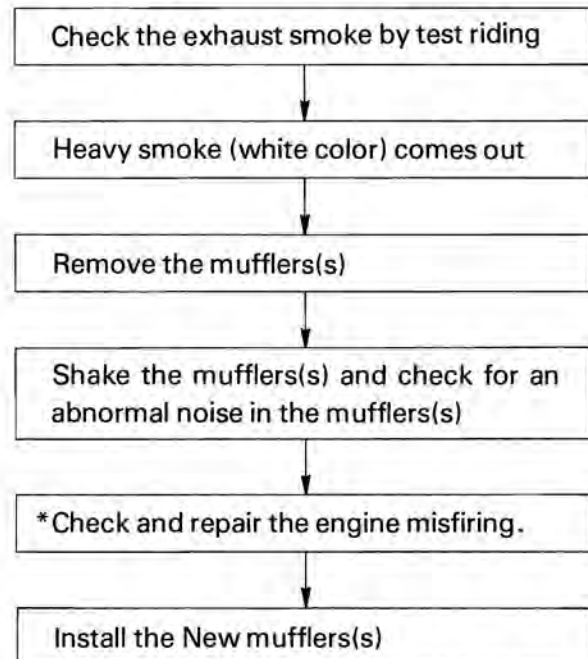 Check the exhaust smoke by test riding
Heavy smoke (white color) comes out
Remove the mufflers(s)
Shake the mufflers(s) and check for an
abnormal noise in the mufflers(s)
*Check and repair the engine misfiring.
Install the New mufflers(s)